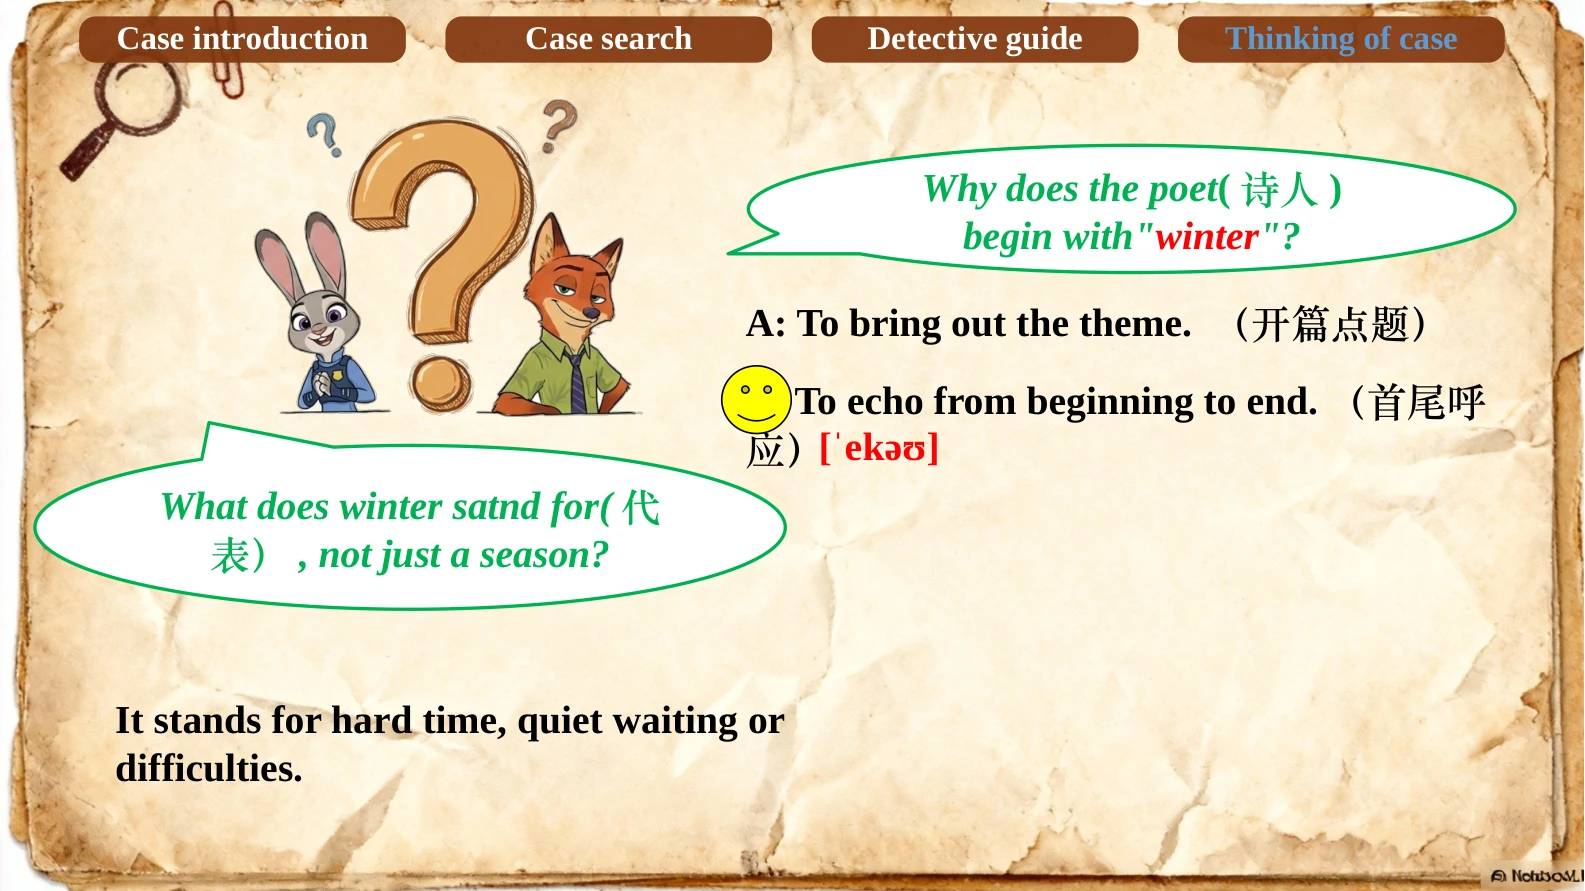 Case introduction
Case search
Detective guide
Thinking of case
Why does the poet( 诗人 )
begin with"winter"?
A: To bring out the theme. （开篇点题）
To echo from beginning to end. （首尾呼
应）[ˈekəʊ]
What does winter satnd for( 代
表） , not just a season?
It stands for hard time, quiet waiting or
difficulties.